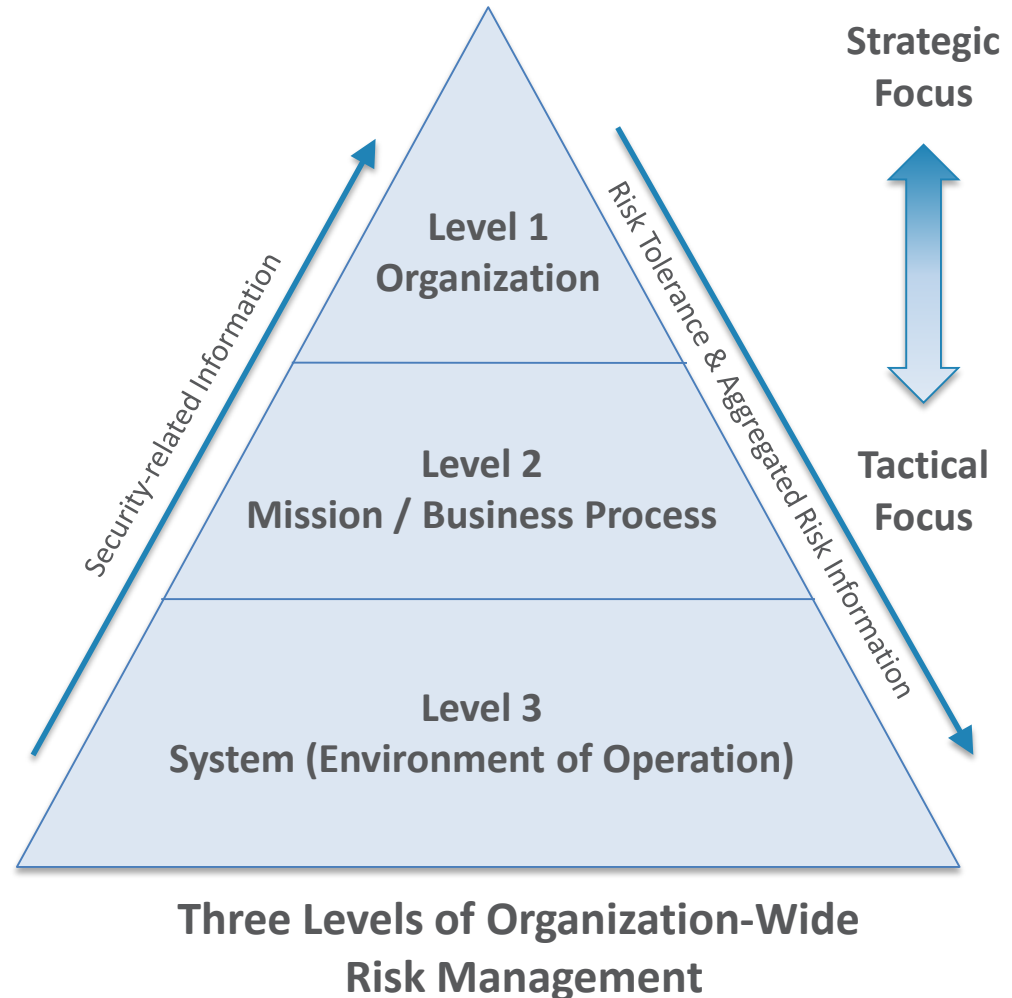 Strategic
Focus
Level 1
Organization
Security-related Information
Risk Tolerance & Aggregated Risk Information
Level 2
Mission / Business Process
Tactical
Focus
Level 3
System (Environment of Operation)
Three Levels of Organization-Wide
Risk Management